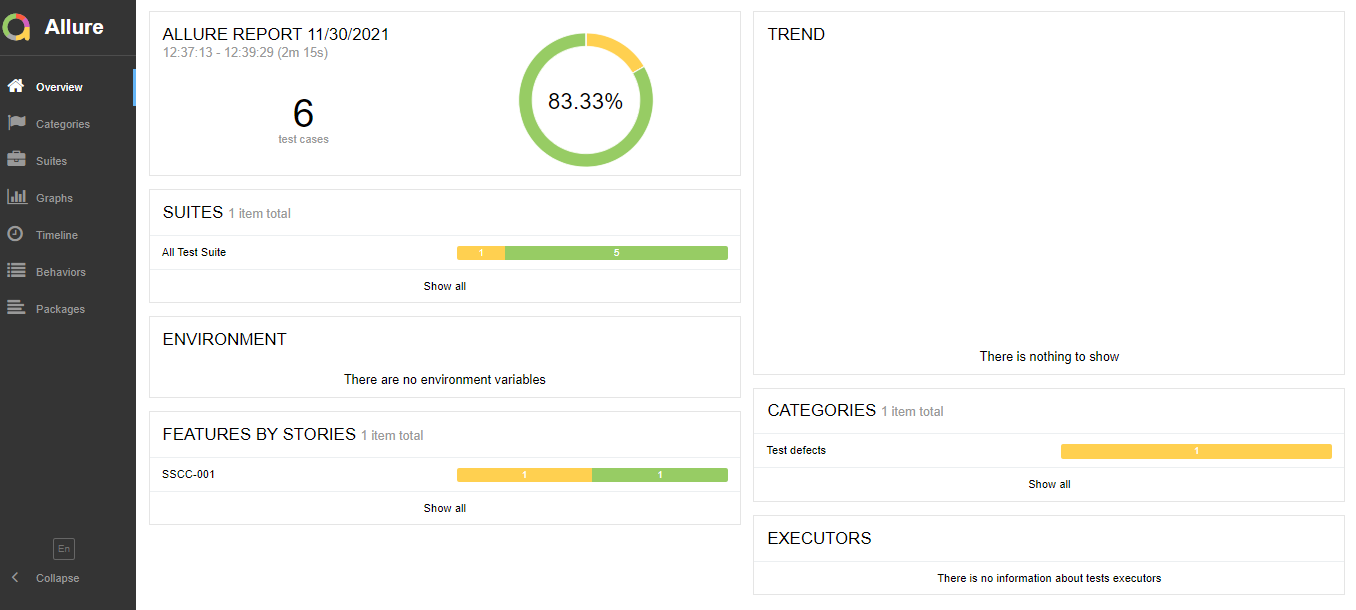 Allure
Overview
Categories
Suites
Graphs
Timeline
Behaviors
Packages
En
Collapse
ALLURE REPORT 11/30/2021
12:37:13 - 12:39:29 (2m 15s)
6
test cases
83.33%
SUITES 1 item total
All Test Suite 1 5
Show all
ENVIRONMENT
There are no environment variables
FEATURES BY STORIES 1 item total
SSCC-001 1 1
Show all
TREND
There is nothing to show
CATEGORIES 1 item total
Test defects 1
Show all
EXECUTORS
There is no information about tests executors